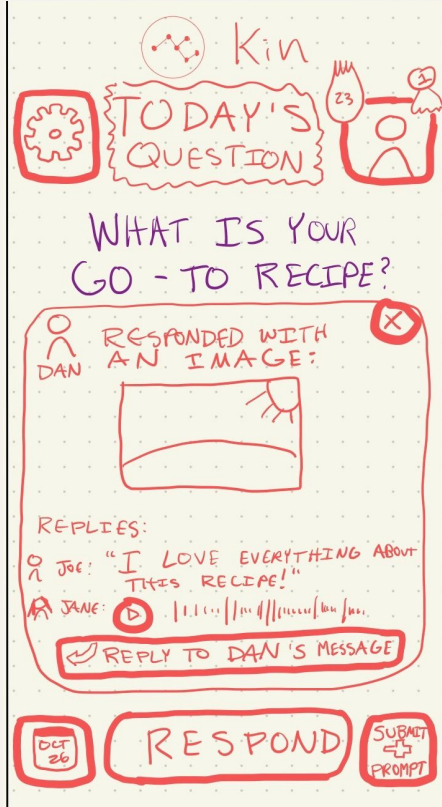 Kin
TODAY'S
QUESTION
23
1
WHAT IS YOUR
GO-TO RECIPE?
X
DAN
RESPONDED WITH
AN IMAGE:
REPLIES:
JOE: "I LOVE EVERYTHING ABOUT
THIS RECIPE!"
JANE:
REPLY TO DAN'S MESSAGE
OCT
26
RESPOND
SUBMIT
PROMPT